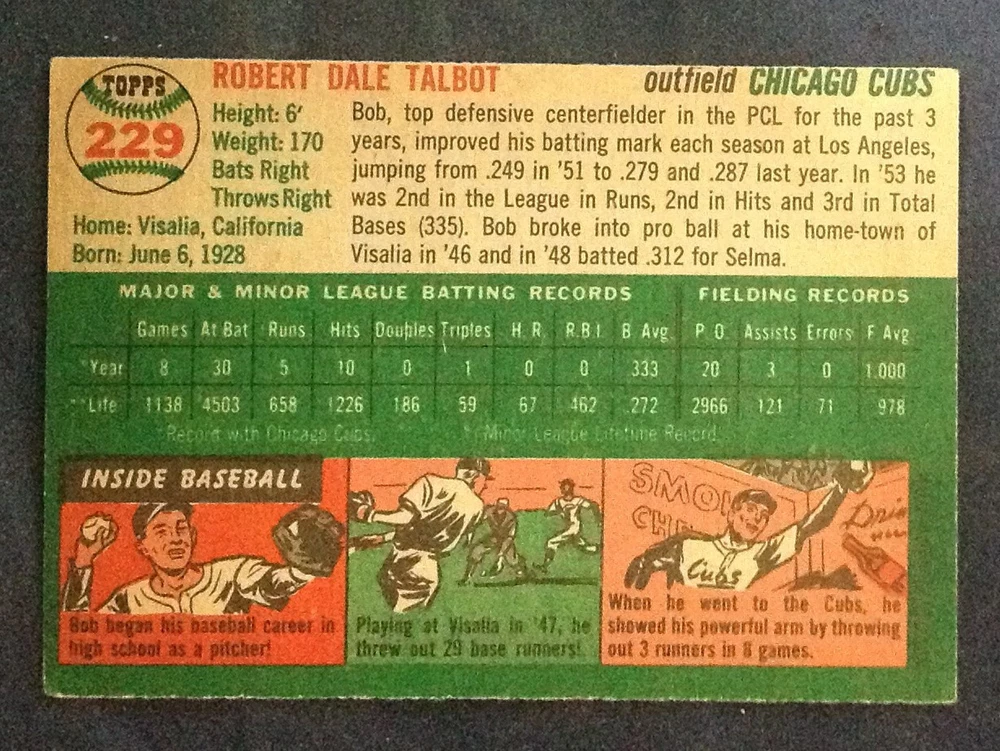 TOPPS
229
ROBERT DALE TALBOT
outfield CHICAGO CUBS
Height: 6'
Weight: 170
Bats Right
Throws Right
Home: Visalia, California
Born: June 6, 1928
Bob, top defensive centerfielder in the PCL for the past 3
years, improved his batting mark each season at Los Angeles,
jumping from .249 in '51 to .279 and .287 last year. In '53 he
was 2nd in the League in Runs, 2nd in Hits and 3rd in Total
Bases (335). Bob broke into pro ball at his home-town of
Visalia in '46 and in '48 batted .312 for Selma.
MAJOR & MINOR LEAGUE BATTING RECORDS FIELDING RECORDS
Games At Bat Runs Hits Doubles Triples H. R. R.B.I. B Avg. P. O. Assists Errors F Avg
*Year 8 30 5 10 0 1 0 0 333 20 3 0 1.000
**Life 1138 4503 658 1226 186 59 67 462 .272 2966 121 71 978
*Record with Chicago Cubs. **Minor League Lifetime Record.
INSIDE BASEBALL
Bob began his baseball career in
high school as a pitcher!
Playing at Visalia in '47, he
threw out 29 base runners!
SMO
CH
Drin
Cubs
When he went to the Cubs, he
showed his powerful arm by throwing
out 3 runners in 8 games.